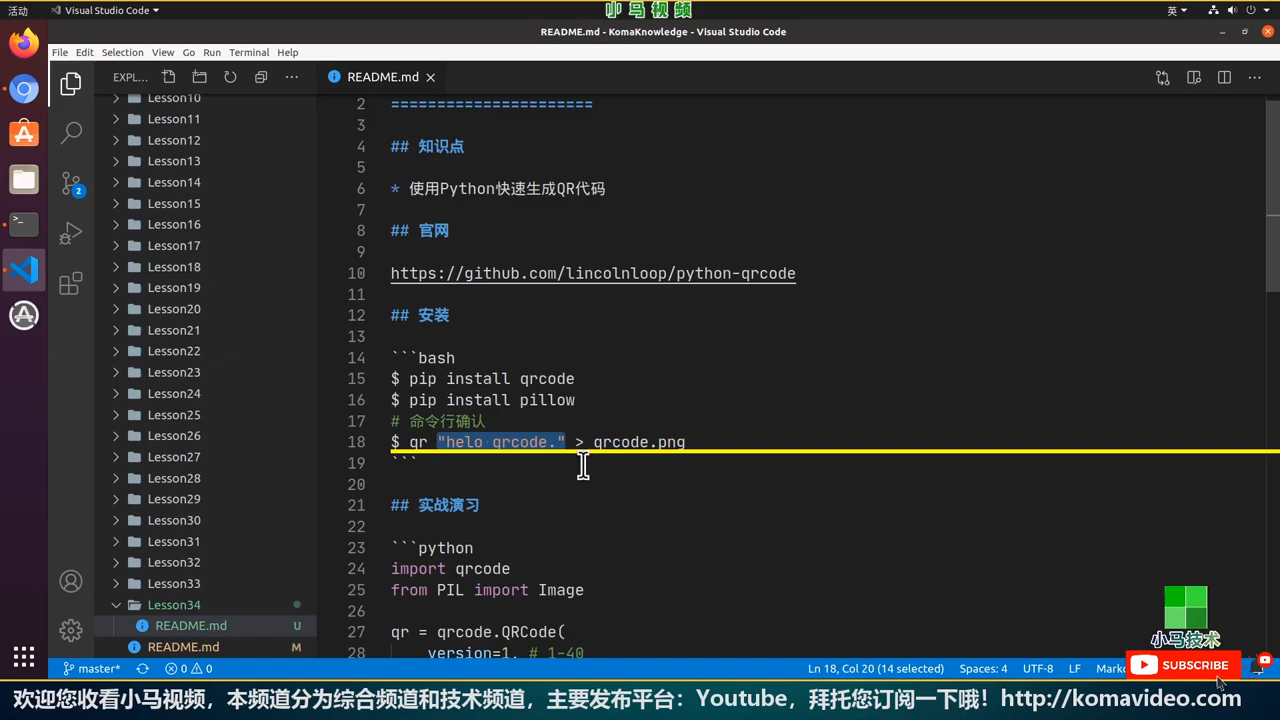 活动
Visual Studio Code
小马视频
英
README.md - KomaKnowledge - Visual Studio Code
File Edit Selection View Go Run Terminal Help
EXPL...
README.md
Lesson10
Lesson11
Lesson12
Lesson13
Lesson14
Lesson15
Lesson16
Lesson17
Lesson18
Lesson19
Lesson20
Lesson21
Lesson22
Lesson23
Lesson24
Lesson25
Lesson26
Lesson27
Lesson28
Lesson29
Lesson30
Lesson31
Lesson32
Lesson33
Lesson34
README.md U
README.md M
2
2 ======================
3
4 ## 知识点
5
6 * 使用Python快速生成QR代码
7
8 ## 官网
9
10 https://github.com/lincolnloop/python-qrcode
11
12 ## 安装
13
14 ```bash
15 $ pip install qrcode
16 $ pip install pillow
17 # 命令行确认
18 $ qr "helo qrcode." > qrcode.png
19 ```
20
21 ## 实战演习
22
23 ```python
24 import qrcode
25 from PIL import Image
26
27 qr = qrcode.QRCode(
28 version=1, # 1-40
小马技术
SUBSCRIBE
master* 0 0 Ln 18, Col 20 (14 selected) Spaces: 4 UTF-8 LF Marko
欢迎您收看小马视频，本频道分为综合频道和技术频道，主要发布平台：Youtube，拜托您订阅一下哦！http://komavideo.com